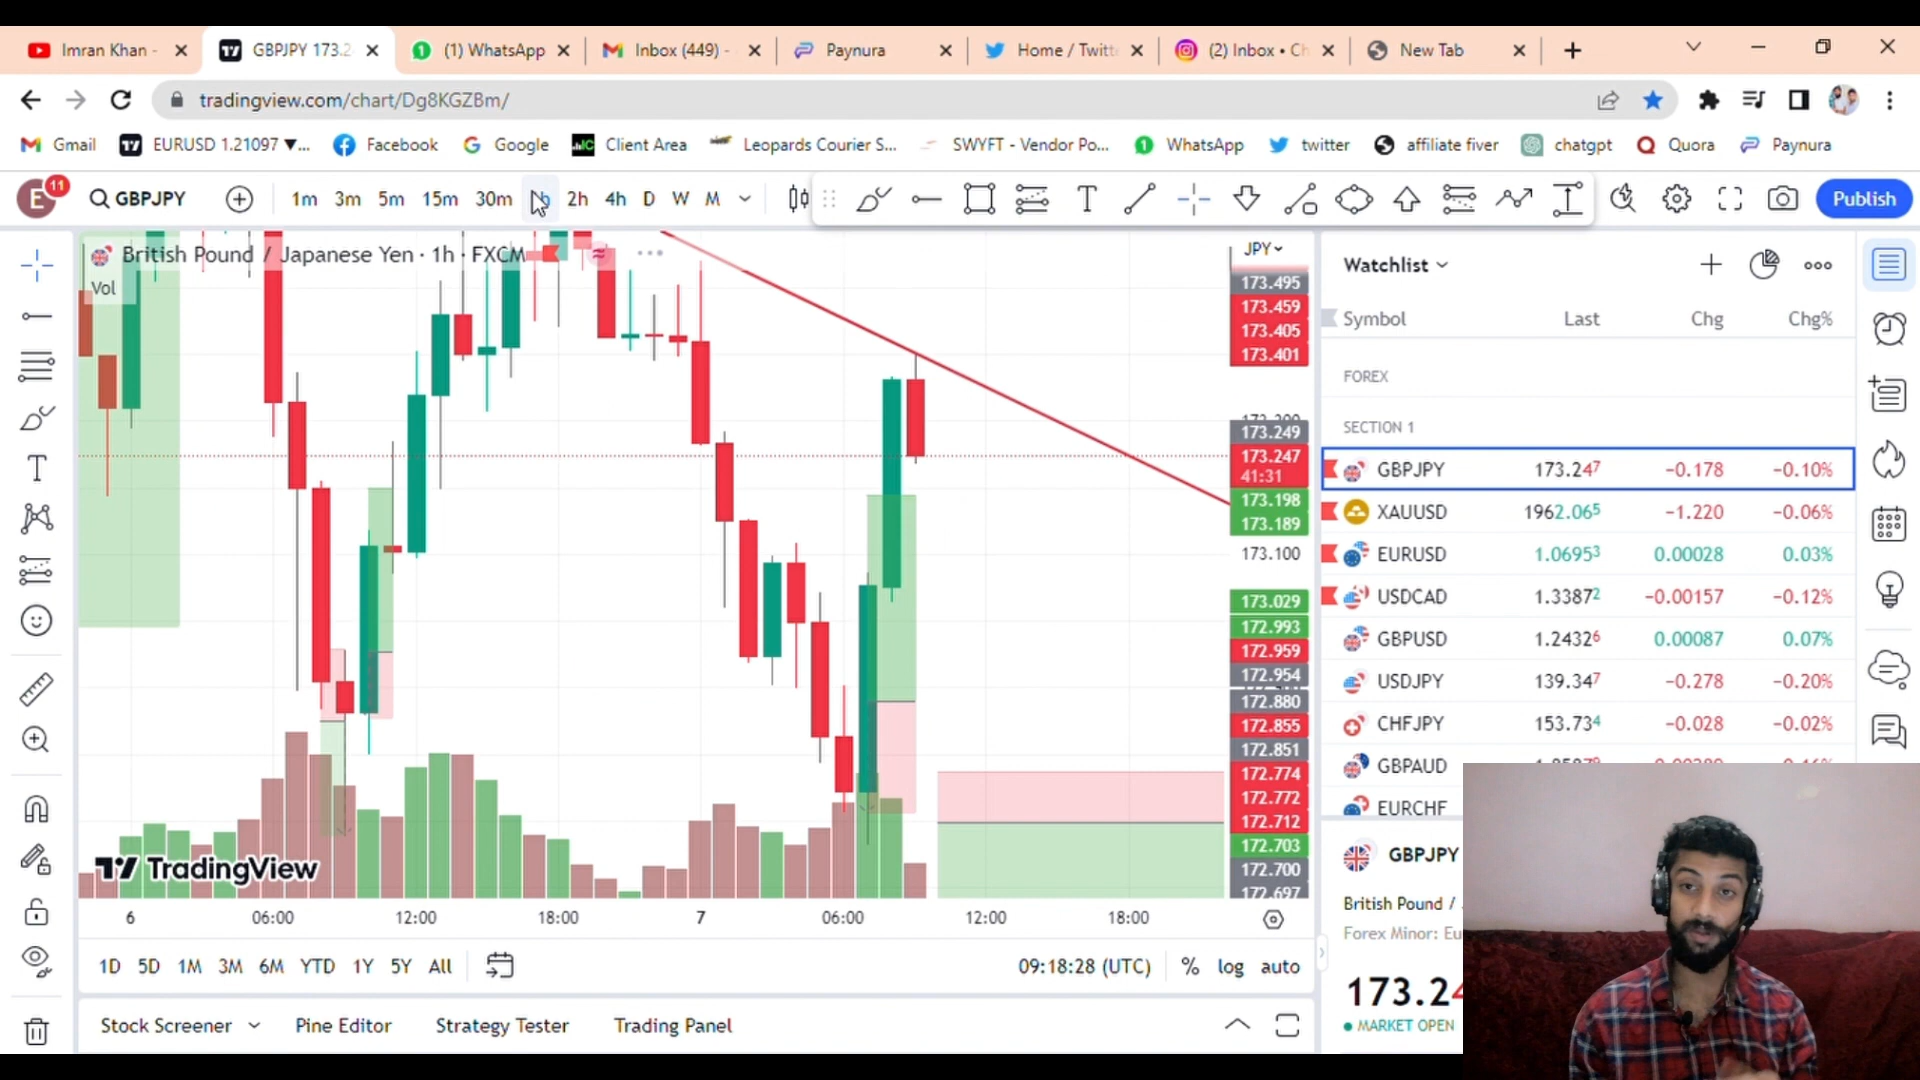 Imran Khan -
GBPJPY 173.2
(1) WhatsApp
Inbox (449) -
Paynura
Home / Twitt
(2) Inbox • Ch
New Tab
tradingview.com/chart/Dg8KGZBm/
Gmail
EURUSD 1.21097 ▼...
Facebook
Google
Client Area
Leopards Courier S...
SWYFT - Vendor Po...
WhatsApp
twitter
affiliate fiver
chatgpt
Quora
Paynura
E 11
GBPJPY
1m 3m 5m 15m 30m 2h 4h D W M
Publish
British Pound / Japanese Yen · 1h · FXCM
Vol
JPY
173.495
173.459
173.405
173.401
173.249
173.247
41:31
173.198
173.189
173.100
173.029
172.993
172.959
172.954
172.880
172.855
172.851
172.774
172.772
172.712
172.703
172.700
172.697
TradingView
6 06:00 12:00 18:00 7 06:00 12:00 18:00
1D 5D 1M 3M 6M YTD 1Y 5Y All
09:18:28 (UTC) % log auto
Stock Screener Pine Editor Strategy Tester Trading Panel
Watchlist
Symbol Last Chg Chg%
FOREX
SECTION 1
GBPJPY 173.247 −0.178 −0.10%
XAUUSD 1962.065 −1.220 −0.06%
EURUSD 1.06953 0.00028 0.03%
USDCAD 1.33872 −0.00157 −0.12%
GBPUSD 1.24326 0.00087 0.07%
USDJPY 139.347 −0.278 −0.20%
CHFJPY 153.734 −0.028 −0.02%
GBPAUD
EURCHF
GBPJPY
British Pound /
Forex Minor: Eu
173.24
MARKET OPEN